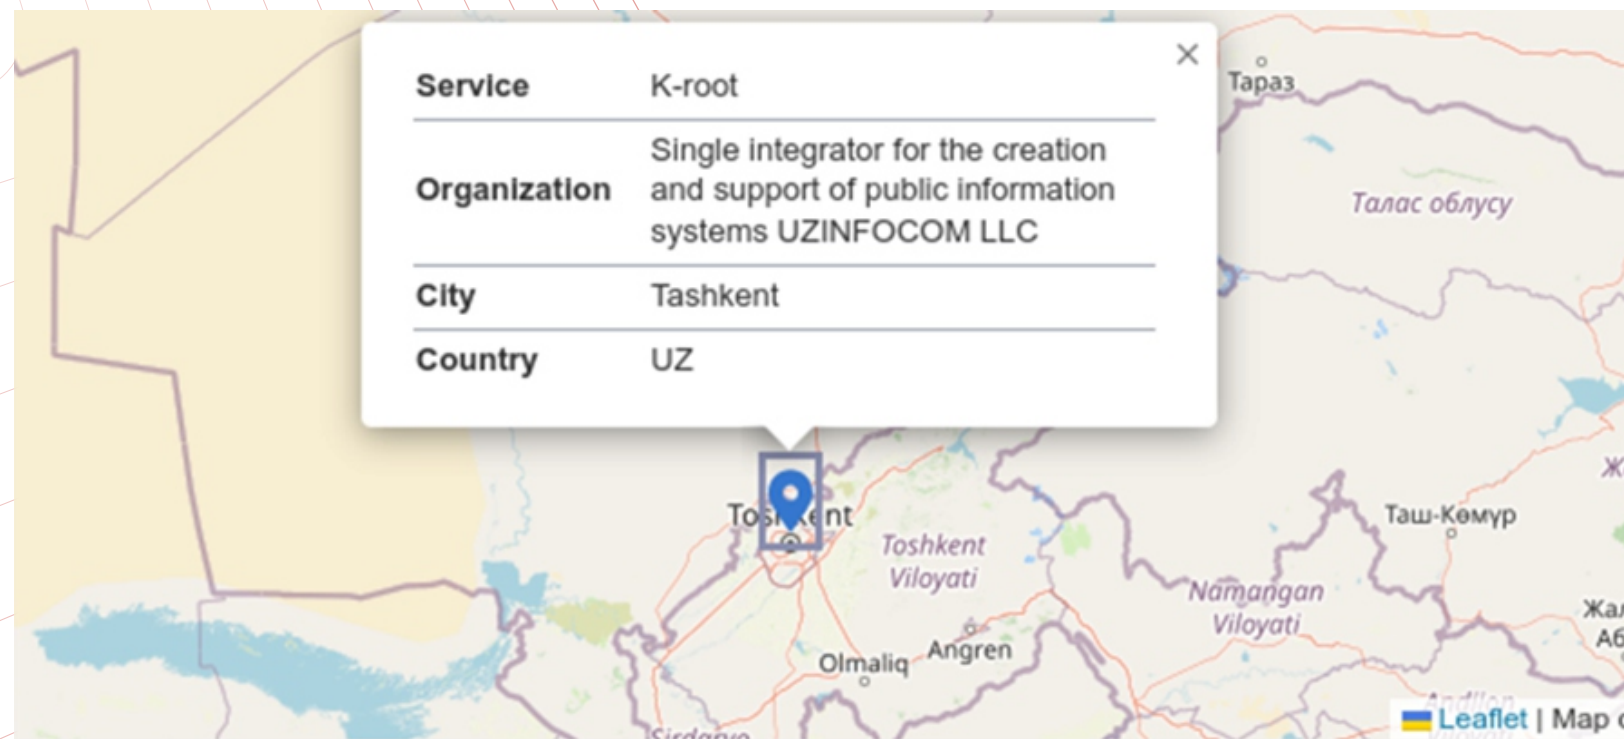 Service K-root
Organization Single integrator for the creation
and support of public information
systems UZINFOCOM LLC
City Tashkent
Country UZ
Тараз
Талас облусу
Таш-Көмүр
Toshkent
Toshkent
Viloyati
Namangan
Viloyati
Angren
Olmaliq
Leaflet | Map